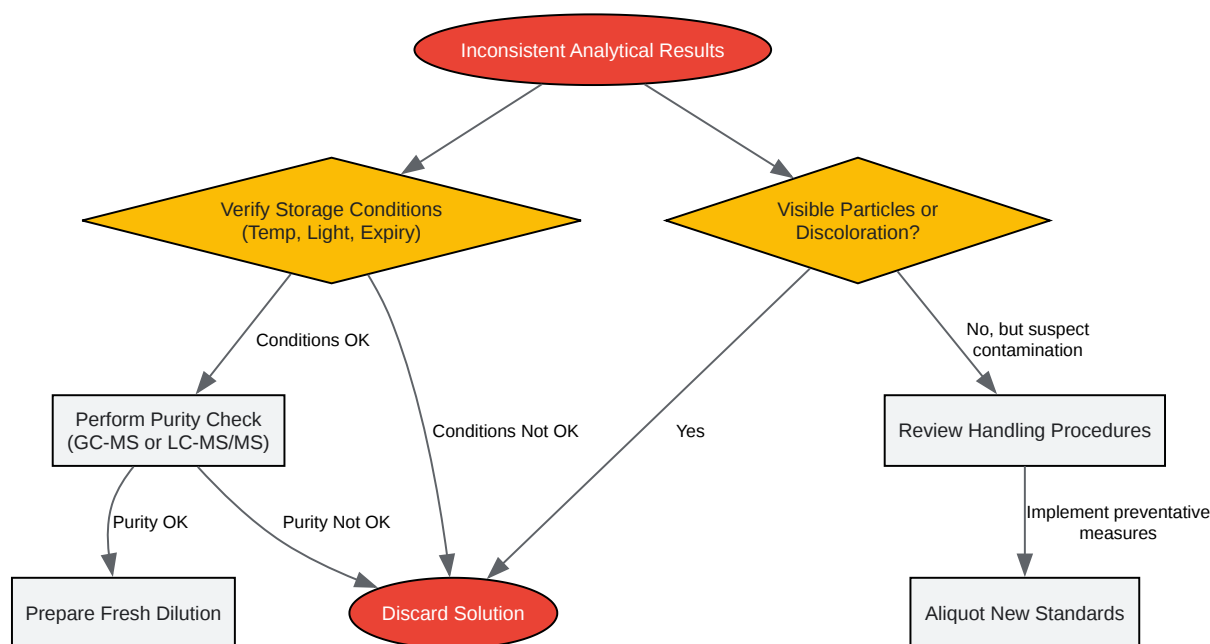 Inconsistent Analytical Results
Verify Storage Conditions
(Temp, Light, Expiry)
Visible Particles or
Discoloration?
Conditions OK
No, but suspect
contamination
Perform Purity Check
(GC-MS or LC-MS/MS)
Conditions Not OK
Yes
Review Handling Procedures
Purity OK
Purity Not OK
Implement preventative
measures
Prepare Fresh Dilution
Discard Solution
Aliquot New Standards